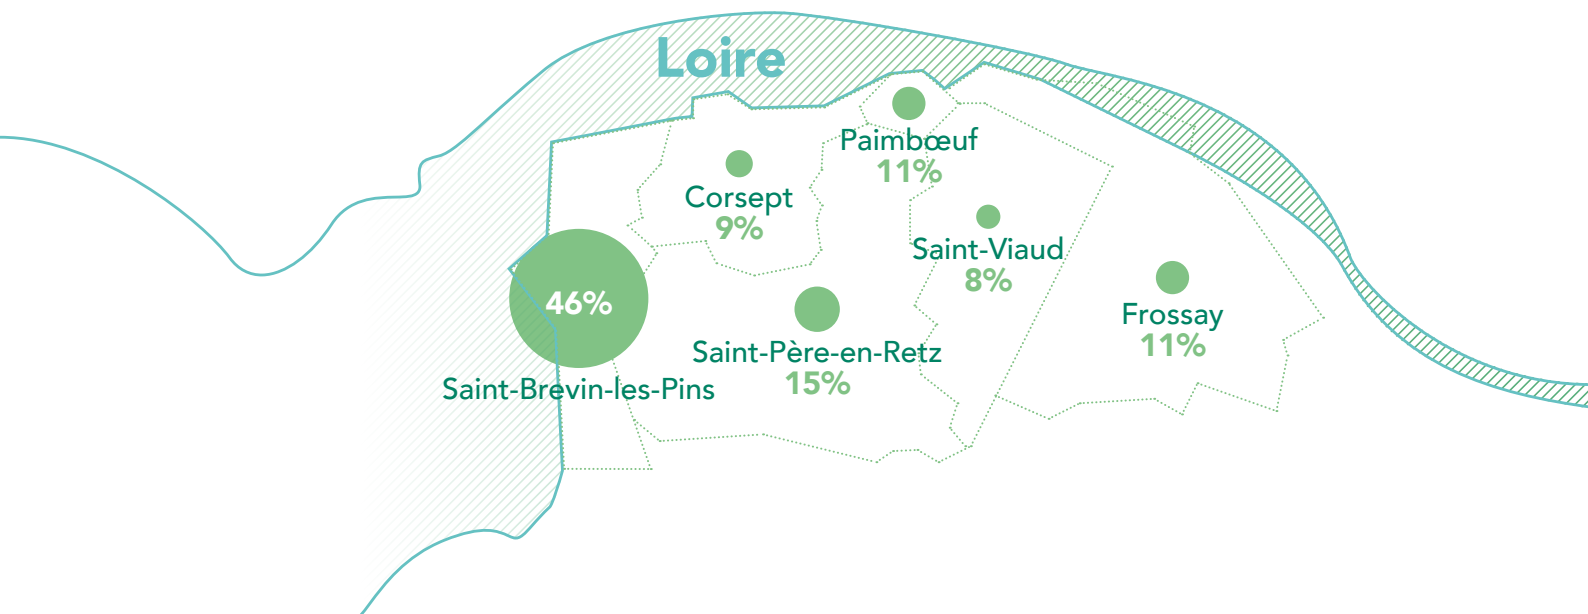 Loire
Paimbœuf
11%
Corsept
9%
Saint-Viaud
8%
46%
Saint-Brevin-les-Pins
Saint-Père-en-Retz
15%
Frossay
11%